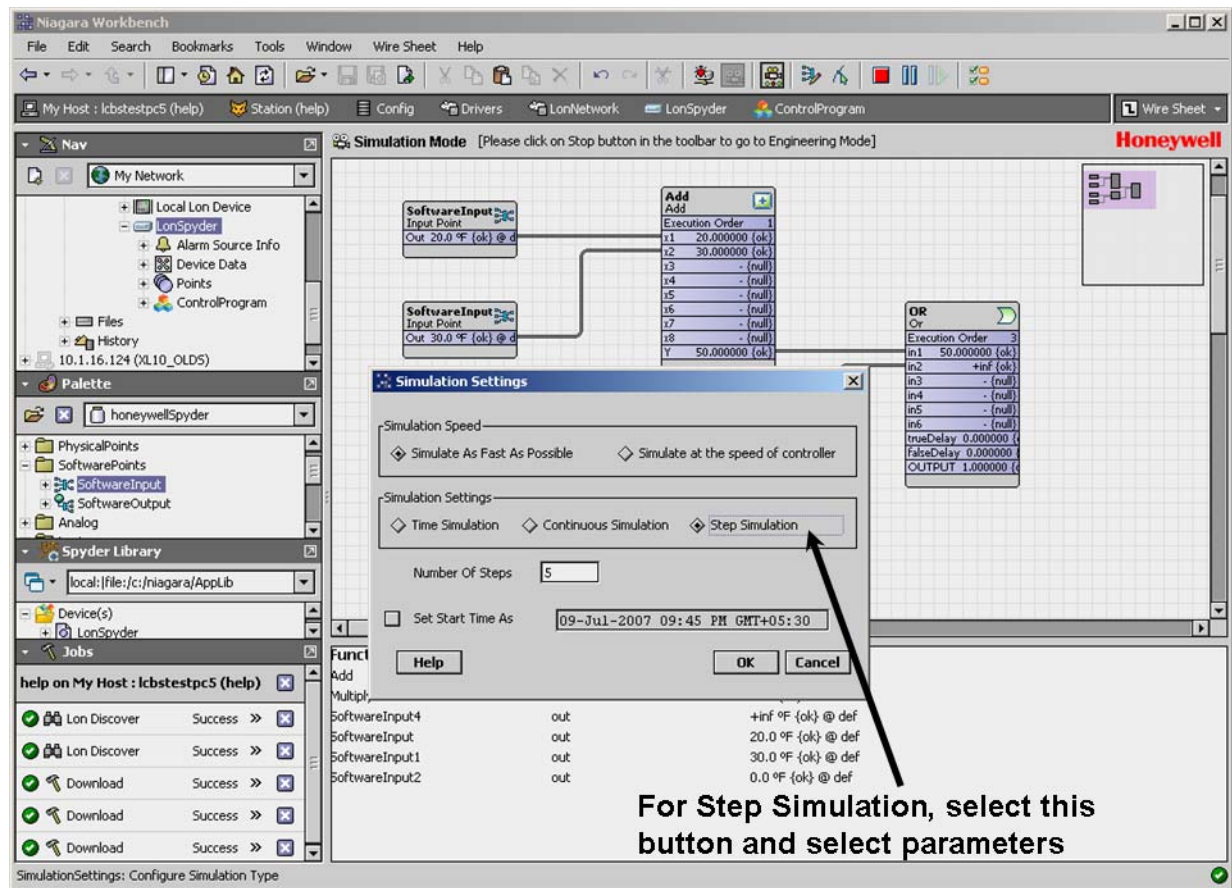 Niagara Workbench
File Edit Search Bookmarks Tools Window Wire Sheet Help
My Host : lcbstestpc5 (help) Station (help) Config Drivers LonNetwork LonSpyder ControlProgram Wire Sheet
Nav
My Network
Local Lon Device
LonSpyder
Alarm Source Info
Device Data
Points
ControlProgram
Files
History
10.1.16.124 (XL10_OLD5)
Palette
honeywellSpyder
PhysicalPoints
SoftwarePoints
SoftwareInput
SoftwareOutput
Analog
Spyder Library
local:|file:/c:/niagara/AppLib
Device(s)
LonSpyder
Jobs
help on My Host : lcbstestpc5 (help)
Lon Discover Success »
Lon Discover Success »
Download Success »
Download Success »
Download Success »
Simulation Mode [Please click on Stop button in the toolbar to go to Engineering Mode]
Honeywell
SoftwareInput
Input Point
Out 20.0 ºF {ok} @ d
SoftwareInput
Input Point
Out 30.0 ºF {ok} @ d
Add
Add
Execution Order 1
x1 20.000000 {ok}
x2 30.000000 {ok}
x3 - {null}
x4 - {null}
x5 - {null}
x6 - {null}
x7 - {null}
x8 - {null}
Y 50.000000 {ok}
OR
Or
Execution Order 3
in1 50.000000 {ok}
in2 +inf {ok}
in3 - {null}
in4 - {null}
in5 - {null}
in6 - {null}
trueDelay 0.000000 {
falseDelay 0.000000 {
OUTPUT 1.000000 {
Simulation Settings
Simulation Speed
Simulate As Fast As Possible Simulate at the speed of controller
Simulation Settings
Time Simulation Continuous Simulation Step Simulation
Number Of Steps 5
Set Start Time As 09-Jul-2007 09:45 PM GMT+05:30
Help OK Cancel
Funct
Add
Multipl
SoftwareInput4 out +inf ºF {ok} @ def
SoftwareInput out 20.0 ºF {ok} @ def
SoftwareInput1 out 30.0 ºF {ok} @ def
SoftwareInput2 out 0.0 ºF {ok} @ def
For Step Simulation, select this
button and select parameters
SimulationSettings: Configure Simulation Type